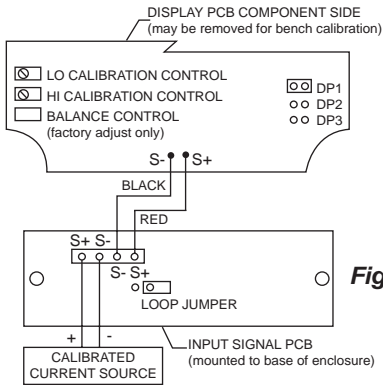 DISPLAY PCB COMPONENT SIDE
(may be removed for bench calibration)
LO CALIBRATION CONTROL
HI CALIBRATION CONTROL
BALANCE CONTROL
(factory adjust only)
DP1
DP2
DP3
S- S+
BLACK
RED
S+ S-
S- S+
LOOP JUMPER
Fig
+ -
CALIBRATED
CURRENT SOURCE
INPUT SIGNAL PCB
(mounted to base of enclosure)